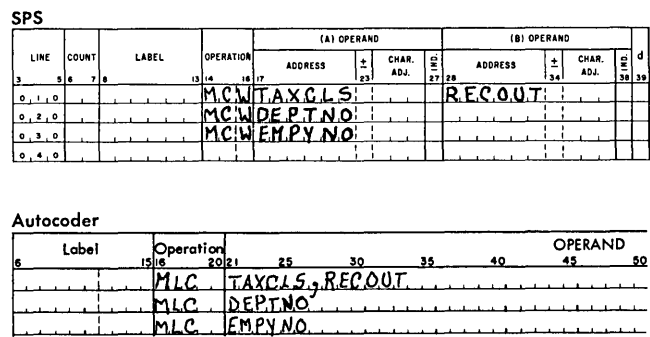 SPS
(A) OPERAND (B) OPERAND
LINE COUNT LABEL OPERATION ADDRESS ± CHAR. ADJ. IND. ADDRESS ± CHAR. ADJ. IND. d
3 5 6 7 8 13 14 16 17 23 27 28 34 38 39
0 1 0 MCW TAXCLS RECOUT
0 2 0 MCW DEPTNO
0 3 0 MCW EMPYNO
0 4 0
Autocoder
Label Operation OPERAND
6 15 16 20 21 25 30 35 40 45 50
MLC TAXCLS,RECOUT
MLC DEPTNO
MLC EMPYNO